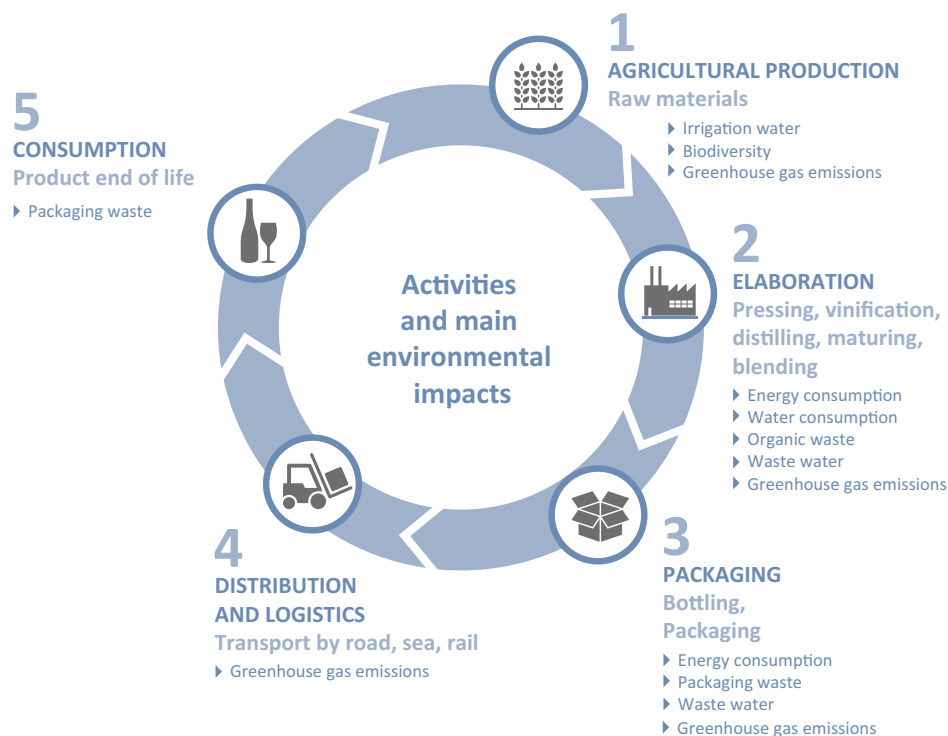 Activities
and main
environmental
impacts
1
AGRICULTURAL PRODUCTION
Raw materials
Irrigation water
Biodiversity
Greenhouse gas emissions
2
ELABORATION
Pressing, vinification,
distilling, maturing,
blending
Energy consumption
Water consumption
Organic waste
Waste water
Greenhouse gas emissions
3
PACKAGING
Bottling,
Packaging
Energy consumption
Packaging waste
Waste water
Greenhouse gas emissions
4
DISTRIBUTION
AND LOGISTICS
Transport by road, sea, rail
Greenhouse gas emissions
5
CONSUMPTION
Product end of life
Packaging waste